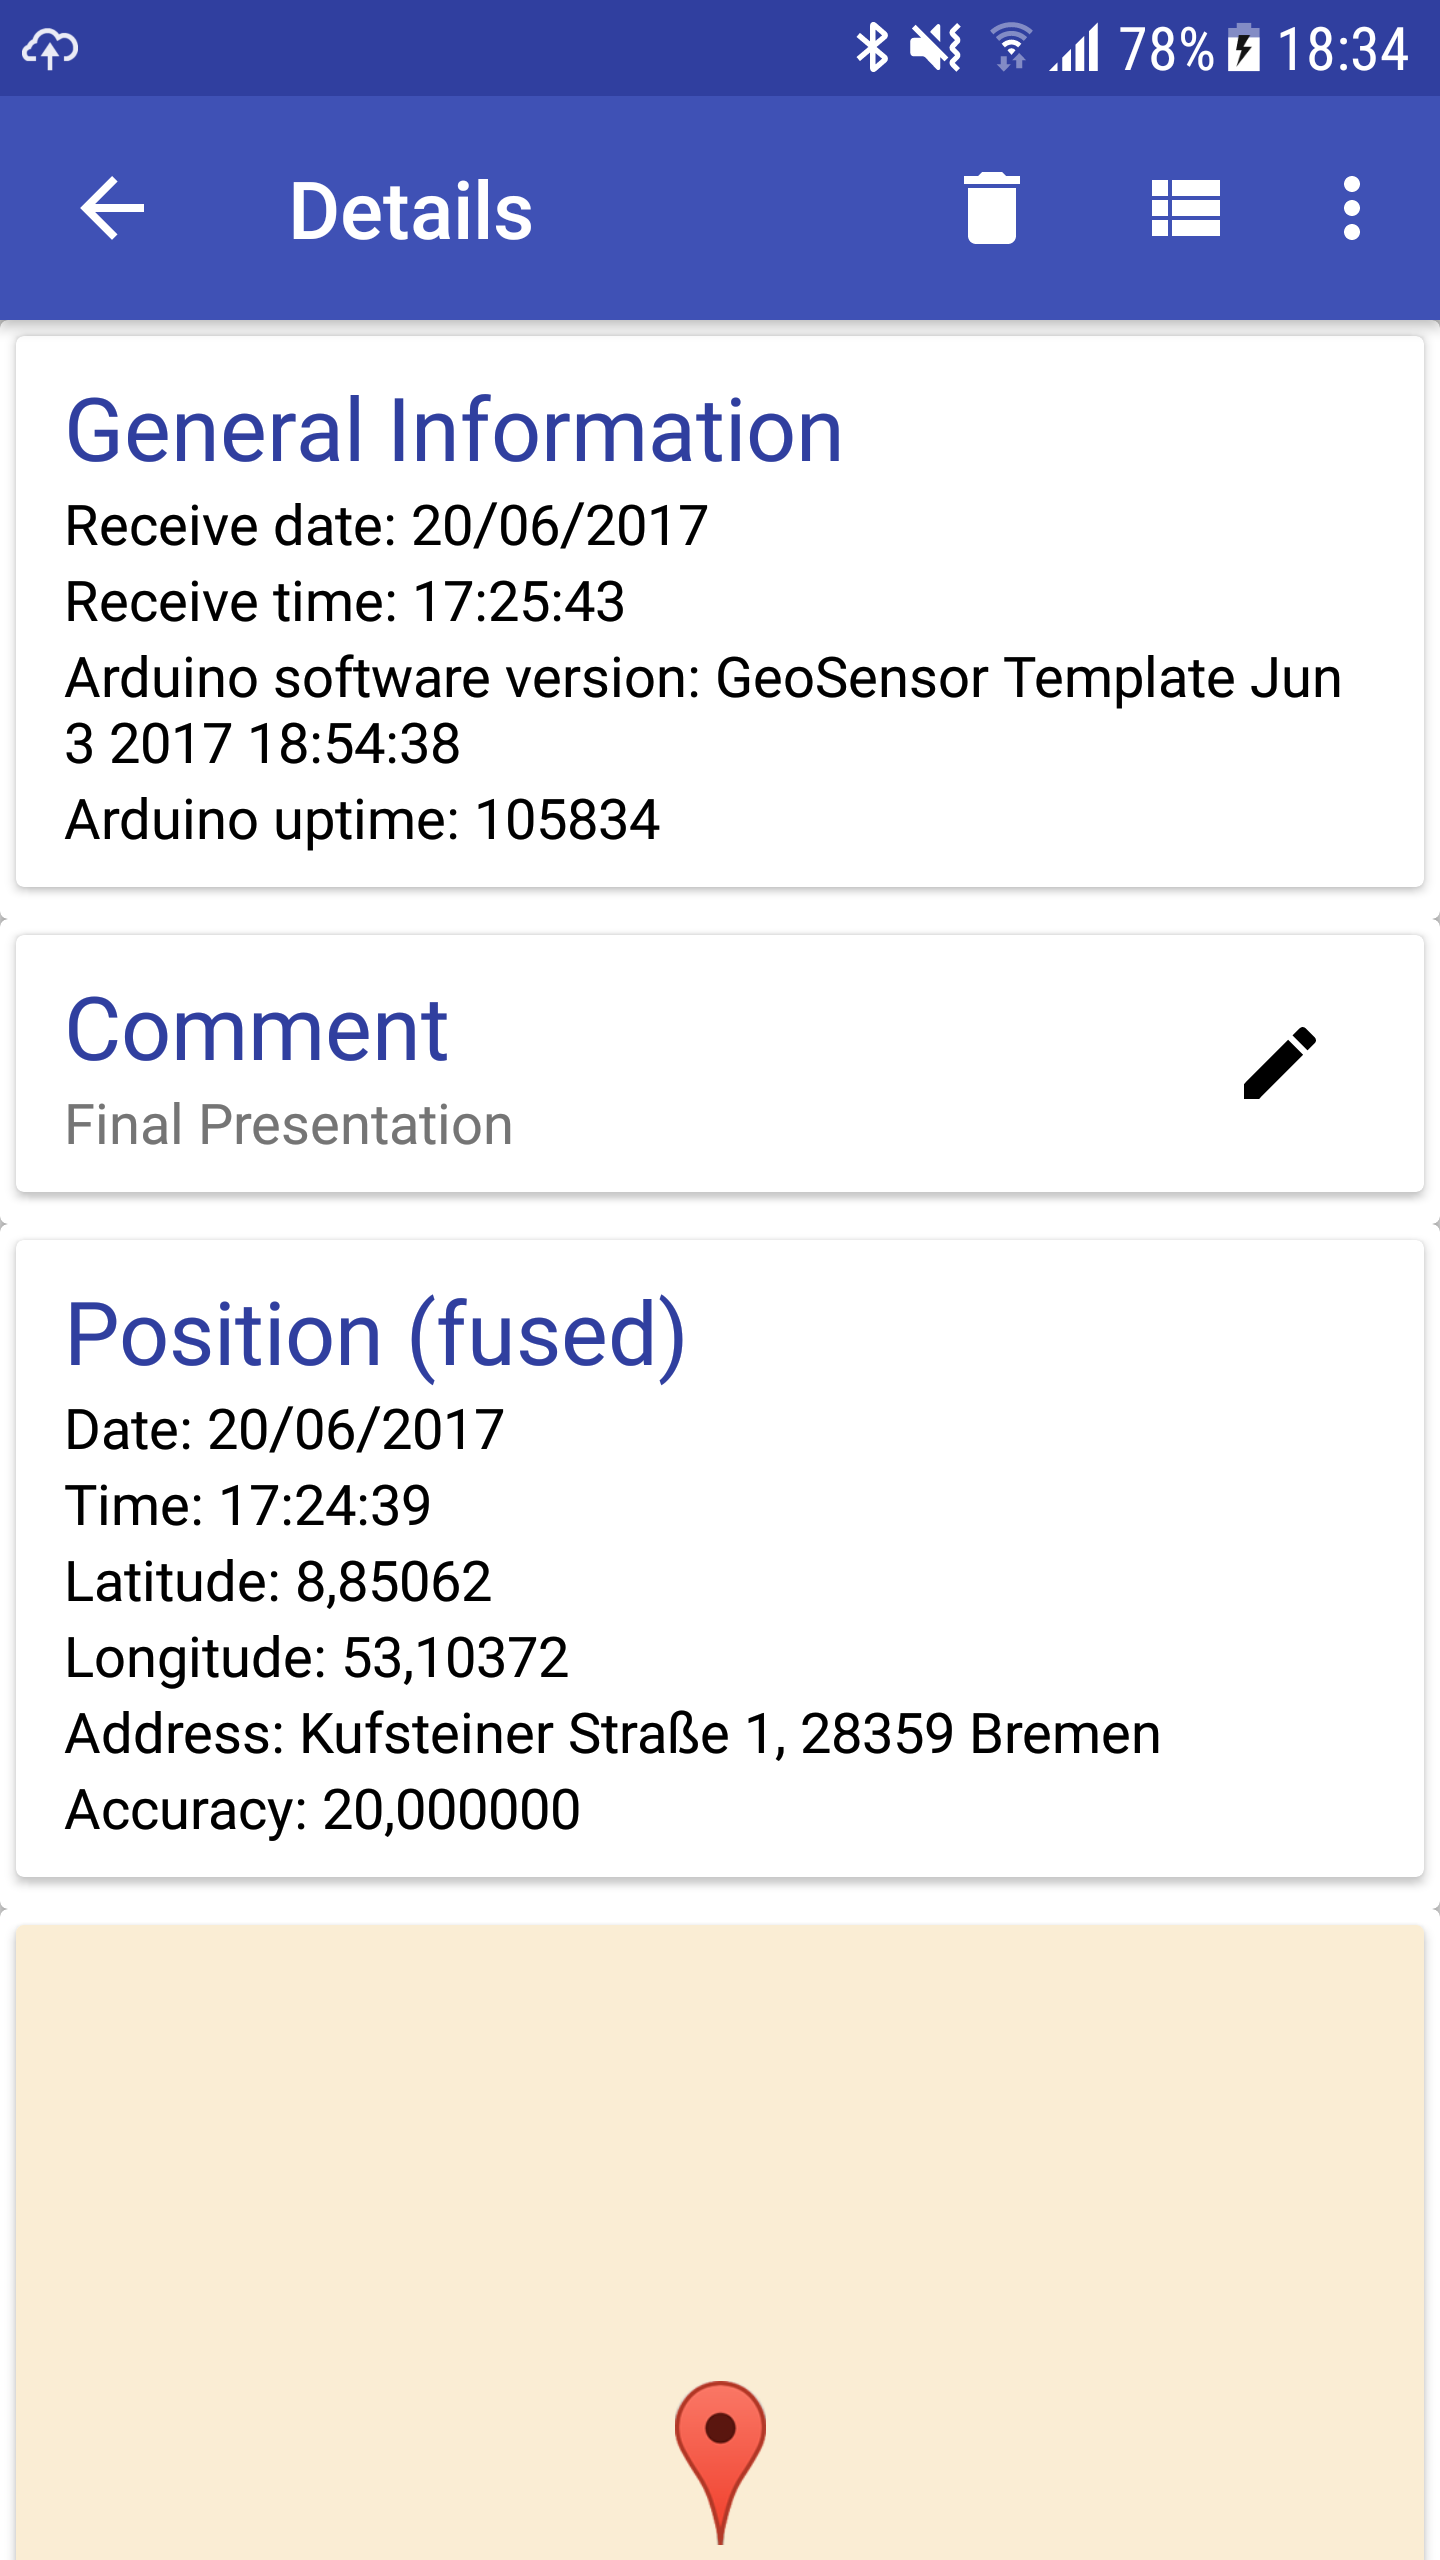 78% 18:34
Details
General Information
Receive date: 20/06/2017
Receive time: 17:25:43
Arduino software version: GeoSensor Template Jun
3 2017 18:54:38
Arduino uptime: 105834
Comment
Final Presentation
Position (fused)
Date: 20/06/2017
Time: 17:24:39
Latitude: 8,85062
Longitude: 53,10372
Address: Kufsteiner Straße 1, 28359 Bremen
Accuracy: 20,000000